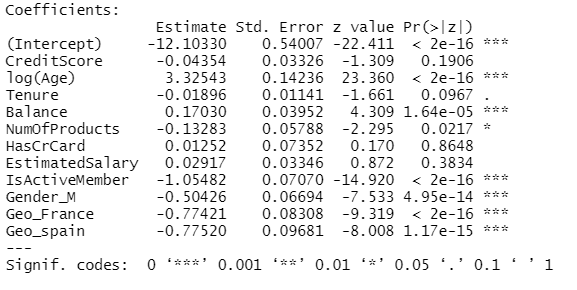 Coefficients:
                 Estimate Std. Error z value Pr(>|z|)
(Intercept)     -12.10330    0.54007 -22.411  < 2e-16 ***
CreditScore      -0.04354    0.03326  -1.309   0.1906
log(Age)          3.32543    0.14236  23.360  < 2e-16 ***
Tenure           -0.01896    0.01141  -1.661   0.0967 .
Balance           0.17030    0.03952   4.309 1.64e-05 ***
NumOfProducts    -0.13283    0.05788  -2.295   0.0217 *
HasCrCard         0.01252    0.07352   0.170   0.8648
EstimatedSalary   0.02917    0.03346   0.872   0.3834
IsActiveMember   -1.05482    0.07070 -14.920  < 2e-16 ***
Gender_M         -0.50426    0.06694  -7.533 4.95e-14 ***
Geo_France       -0.77421    0.08308  -9.319  < 2e-16 ***
Geo_spain        -0.77520    0.09681  -8.008 1.17e-15 ***
---
Signif. codes:  0 ‘***’ 0.001 ‘**’ 0.01 ‘*’ 0.05 ‘.’ 0.1 ‘ ’ 1